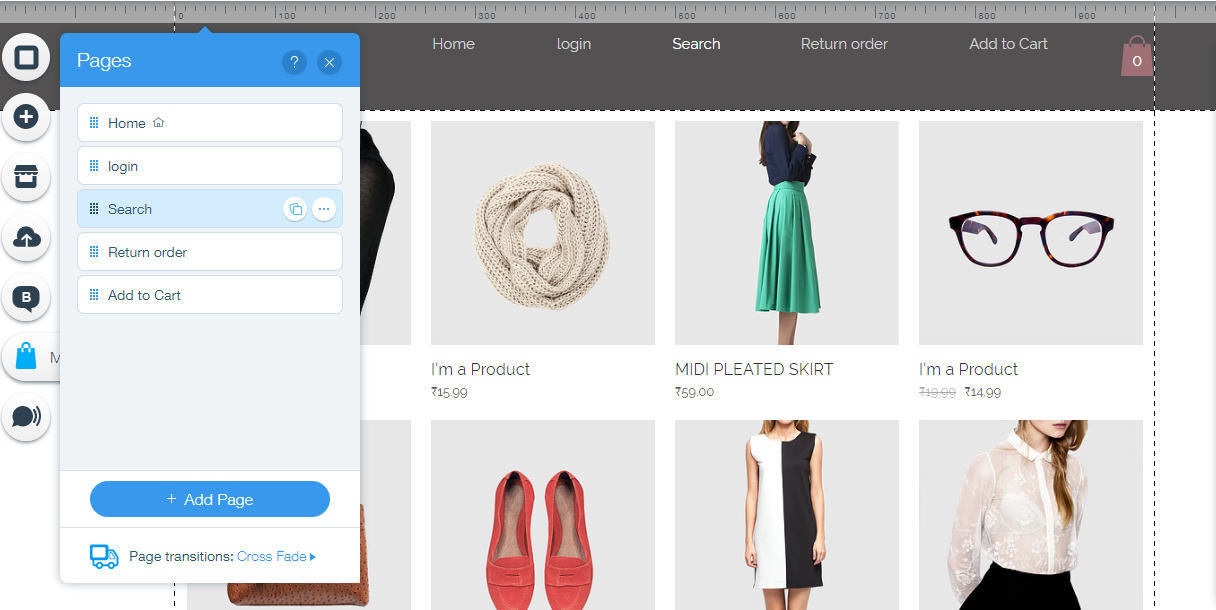 0 100 200 300 400 500 600 700 800 900
Home login Search Return order Add to Cart
0
Pages ? ×
Home
login
Search
Return order
Add to Cart
B
M
I'm a Product
₹15.99
MIDI PLEATED SKIRT
₹59.00
I'm a Product
₹19.99 ₹14.99
+ Add Page
Page transitions: Cross Fade